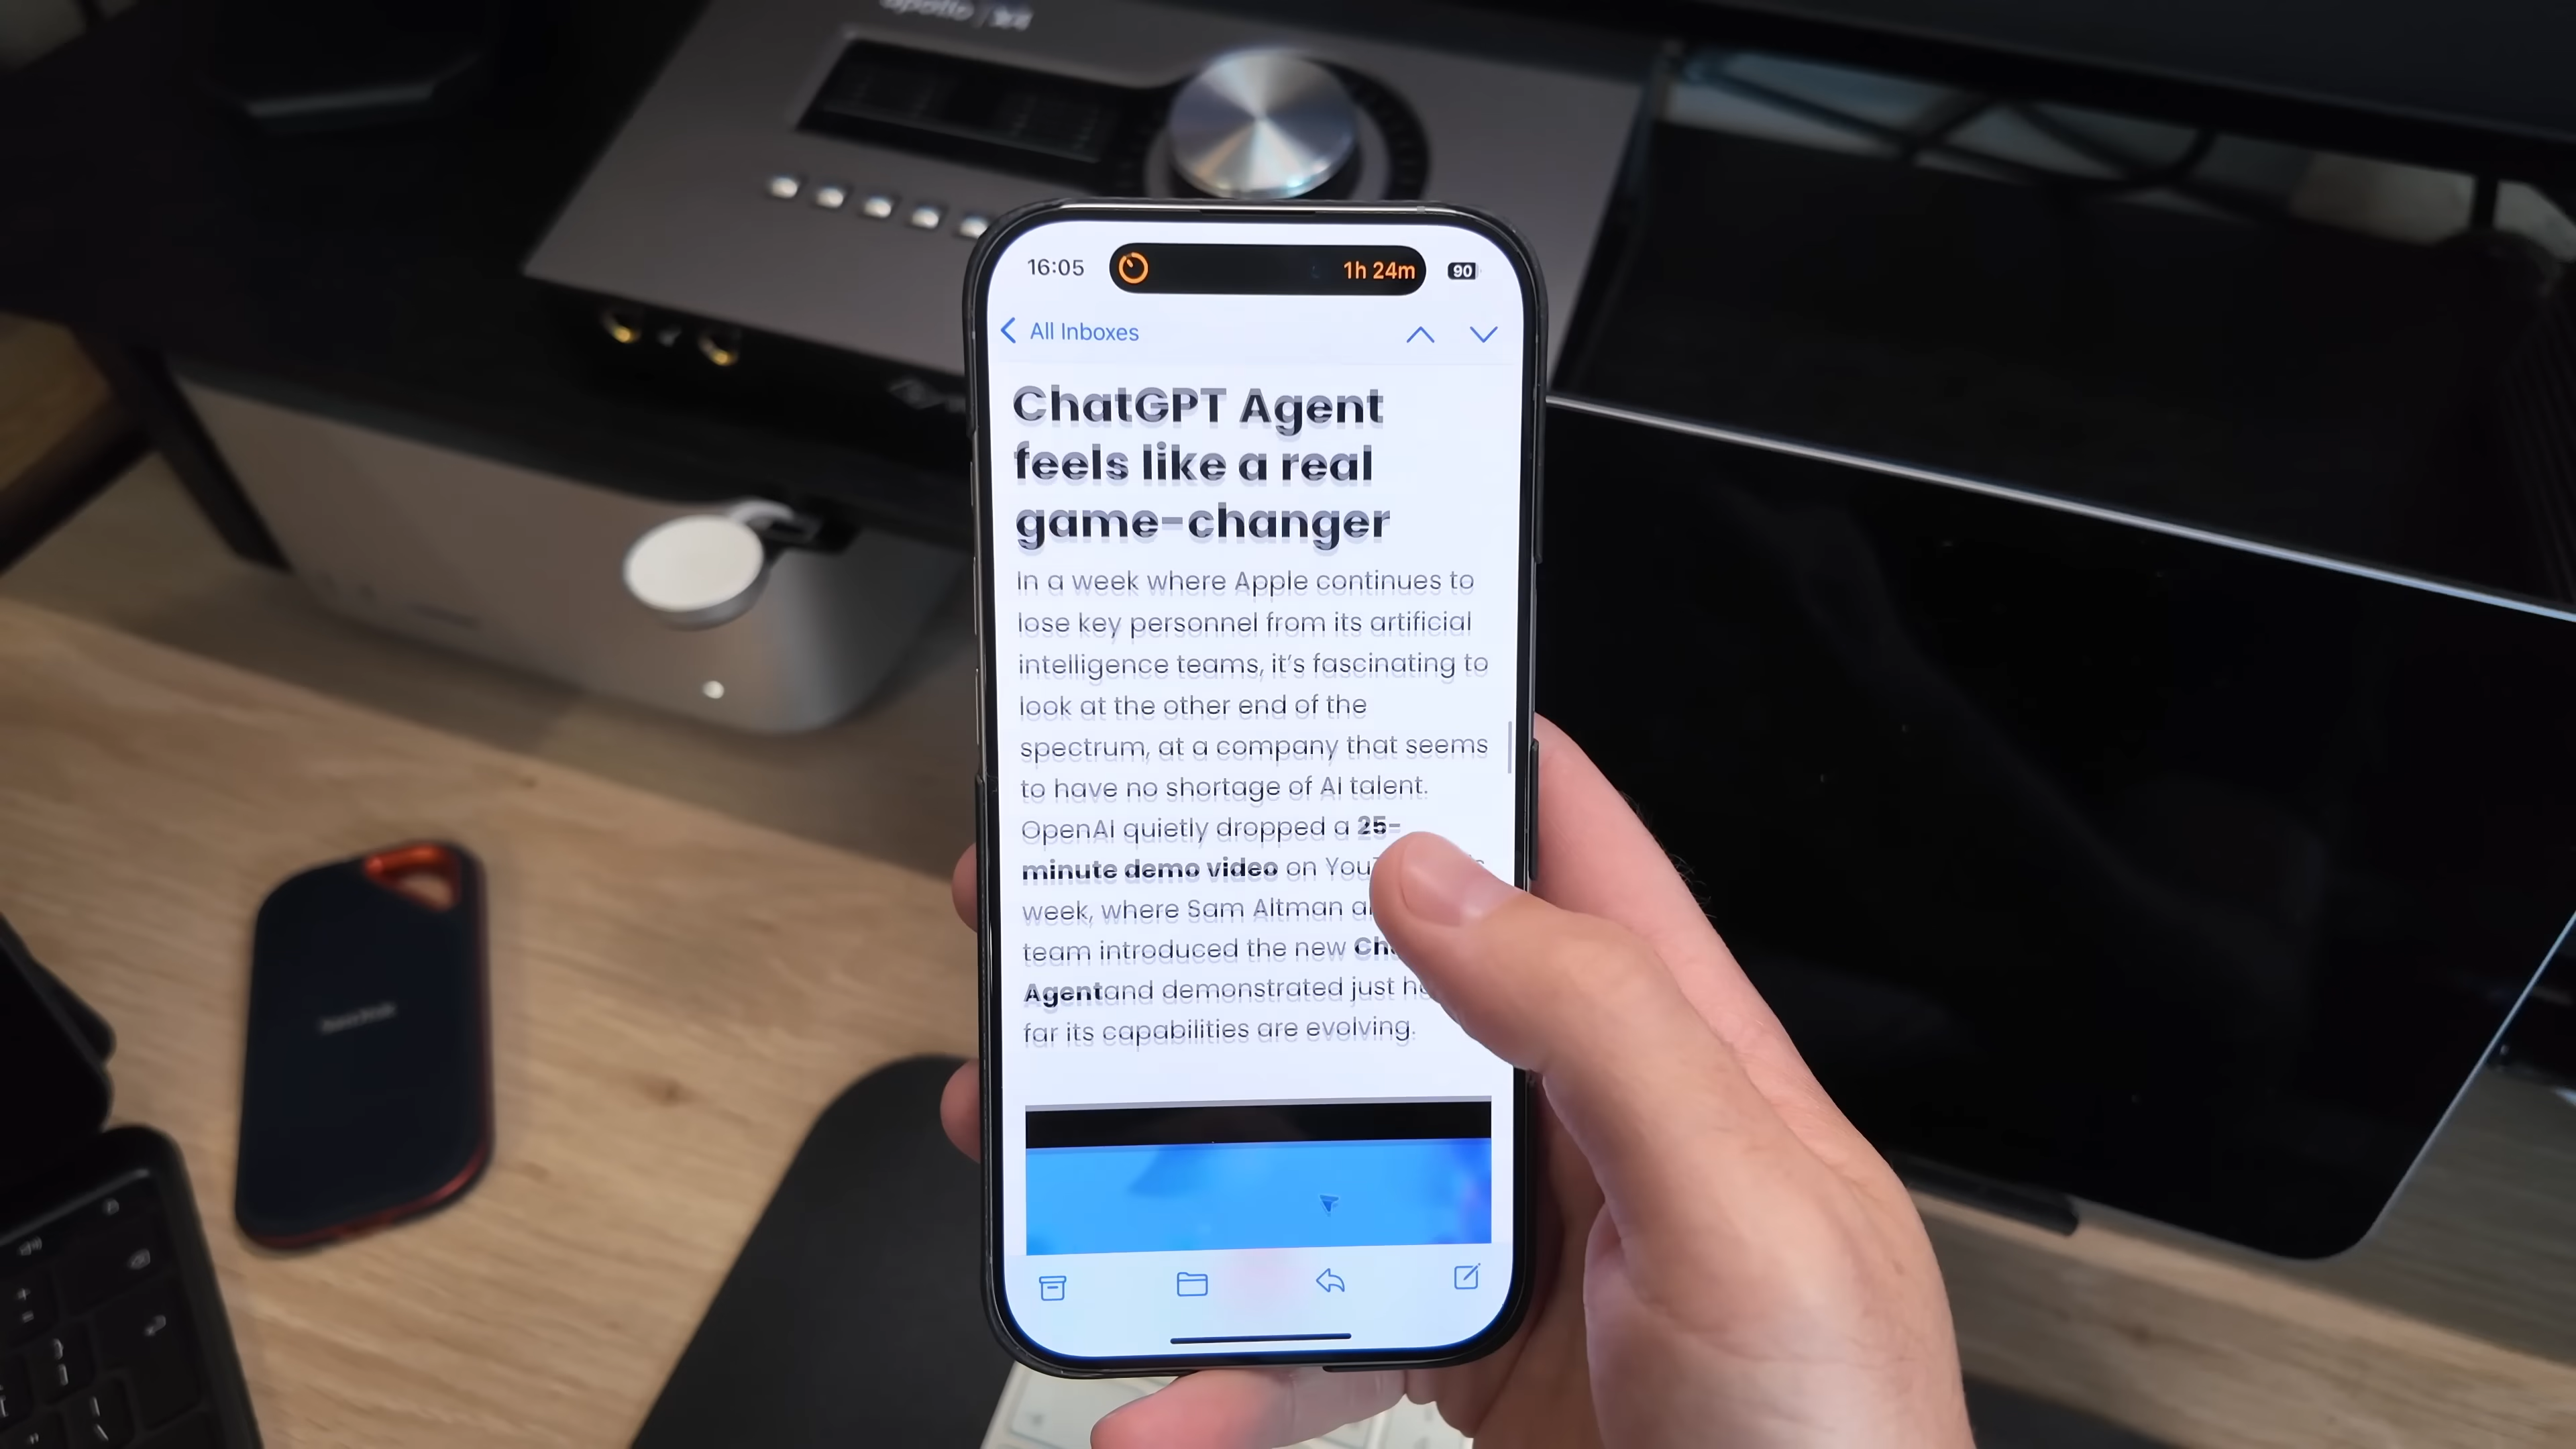 apollo x4
16:05
1h 24m
90
All Inboxes
ChatGPT Agent
feels like a real
game-changer
In a week where Apple continues to
lose key personnel from its artificial
intelligence teams, it's fascinating to
look at the other end of the
spectrum, at a company that seems
to have no shortage of AI talent.
OpenAI quietly dropped a 25-
minute demo video on
week, where Sam Altman
team introduced the new
Agentand demonstrated just
far its capabilities are evolving.
SanDisk